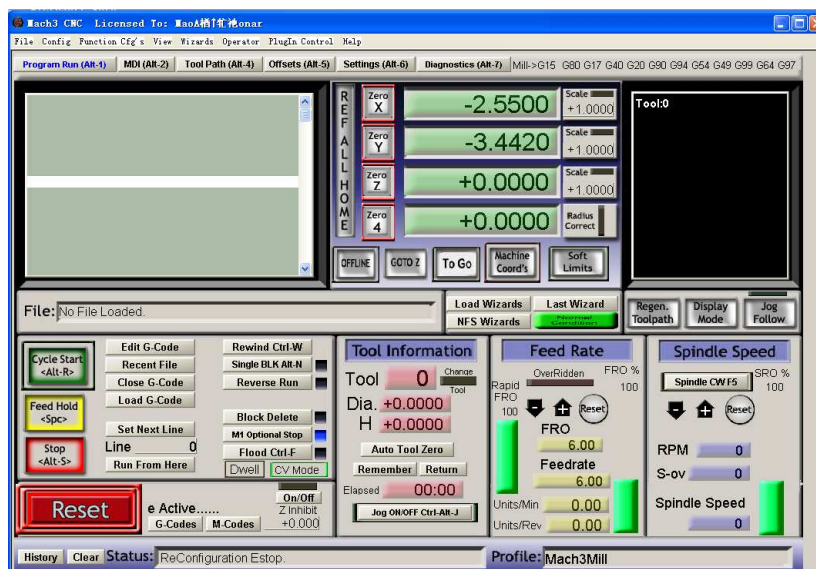 Mach3 CNC Licensed To:
File Config Function Cfg's View Wizards Operator PlugIn Control Help
Program Run (Alt-1) MDI (Alt-2) Tool Path (Alt-4) Offsets (Alt-5) Settings (Alt-6) Diagnostics (Alt-7) Mill->G15 G80 G17 G40 G20 G90 G94 G54 G49 G99 G64 G97
REF ALL HOME
Zero X -2.5500 Scale +1.0000
Zero Y -3.4420 Scale +1.0000
Zero Z +0.0000 Scale +1.0000
Zero 4 +0.0000 Radius Correct
OFFLINE GOTO Z To Go Machine Coord's Soft Limits
Tool:0
File: No File Loaded.
Load Wizards Last Wizard
NFS Wizards Normal Condition
Regen. Toolpath Display Mode Jog Follow
Cycle Start <Alt-R>
Feed Hold <Spc>
Stop <Alt-S>
Edit G-Code
Recent File
Close G-Code
Load G-Code
Set Next Line
Line 0
Run From Here
Rewind Ctrl-W
Single BLK Alt-N
Reverse Run
Block Delete
M1 Optional Stop
Flood Ctrl-F
Dwell CV Mode
Reset
e Active......
G-Codes M-Codes
On/Off
Z Inhibit
+0.000
Tool Information
Tool 0 Change Tool
Dia. +0.0000
H +0.0000
Auto Tool Zero
Remember Return
Elapsed 00:00
Jog ON/OFF Ctrl-Alt-J
Feed Rate
OverRidden FRO %
100
Rapid FRO
100
Reset
FRO
6.00
Feedrate
6.00
Units/Min 0.00
Units/Rev 0.00
Spindle Speed
Spindle CW F5
SRO %
100
Reset
RPM 0
S-ov 0
Spindle Speed
0
History Clear Status: ReConfiguration Estop.
Profile: Mach3Mill